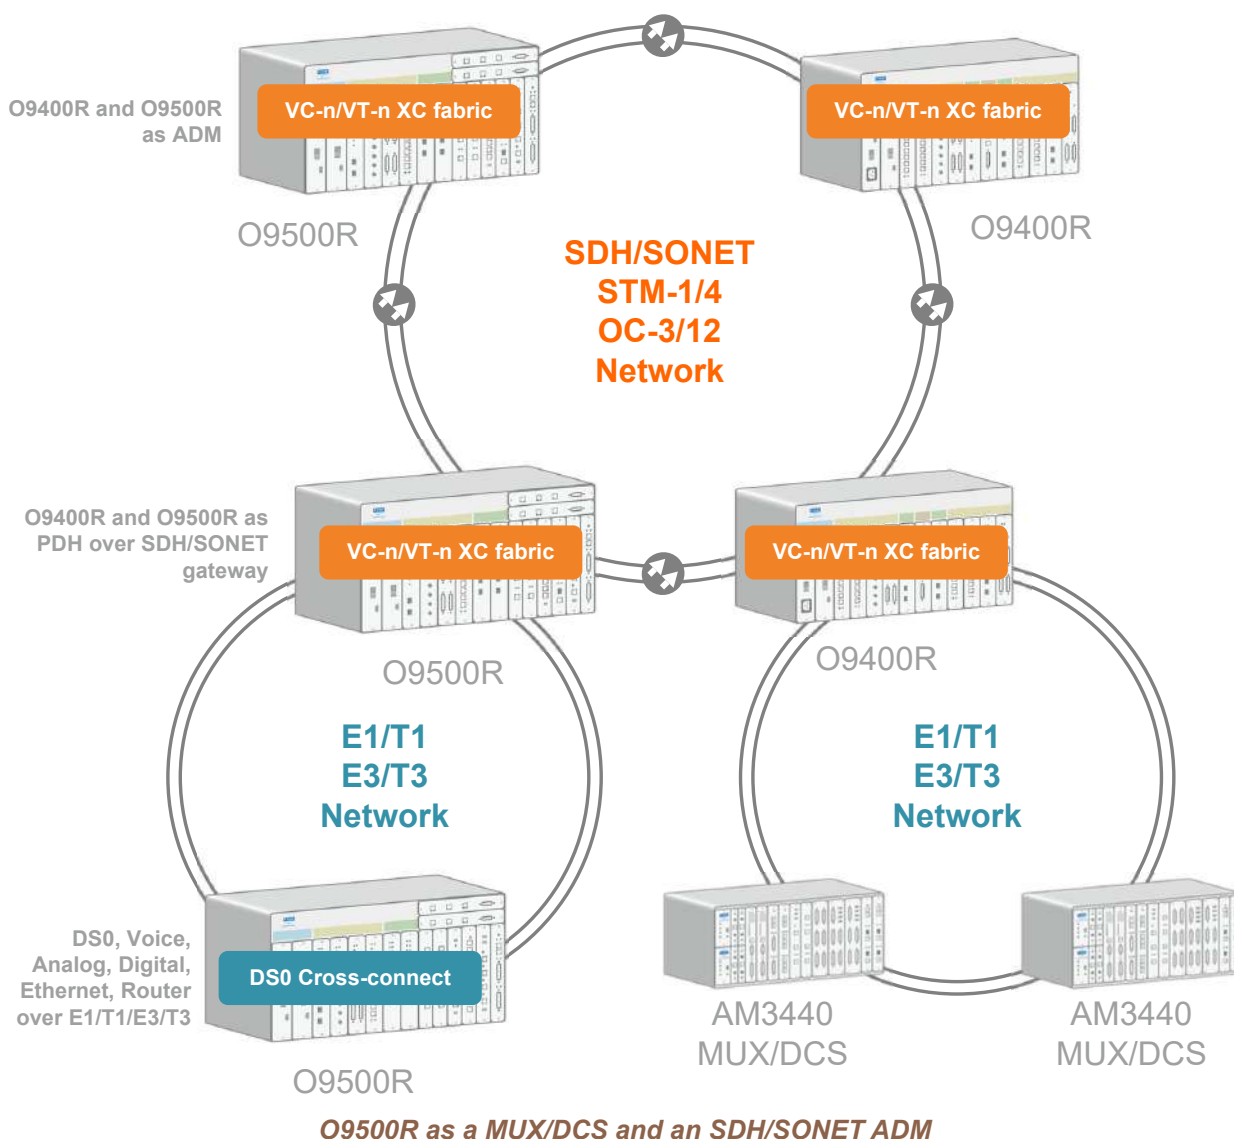 O9400R and O9500R
as ADM
VC-n/VT-n XC fabric
VC-n/VT-n XC fabric
O9500R
O9400R
SDH/SONET
STM-1/4
OC-3/12
Network
O9400R and O9500R as
PDH over SDH/SONET
gateway
VC-n/VT-n XC fabric
VC-n/VT-n XC fabric
O9500R
O9400R
E1/T1
E3/T3
Network
E1/T1
E3/T3
Network
DS0, Voice,
Analog, Digital,
Ethernet, Router
over E1/T1/E3/T3
DS0 Cross-connect
O9500R
AM3440
MUX/DCS
AM3440
MUX/DCS
O9500R as a MUX/DCS and an SDH/SONET ADM